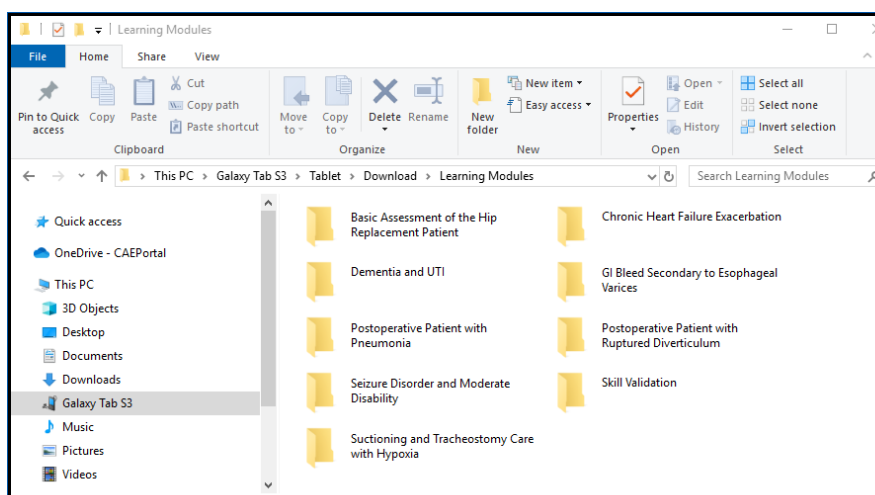 Learning Modules
File Home Share View
Pin to Quick access
Copy
Paste
Cut
Copy path
Paste shortcut
Clipboard
Move to
Copy to
Delete
Rename
Organize
New folder
New item
Easy access
New
Properties
Open
Edit
History
Open
Select all
Select none
Invert selection
Select
This PC > Galaxy Tab S3 > Tablet > Download > Learning Modules
Search Learning Modules
Quick access
OneDrive - CAEPortal
This PC
3D Objects
Desktop
Documents
Downloads
Galaxy Tab S3
Music
Pictures
Videos
Basic Assessment of the Hip
Replacement Patient
Chronic Heart Failure Exacerbation
Dementia and UTI
GI Bleed Secondary to Esophageal
Varices
Postoperative Patient with
Pneumonia
Postoperative Patient with
Ruptured Diverticulum
Seizure Disorder and Moderate
Disability
Skill Validation
Suctioning and Tracheostomy Care
with Hypoxia